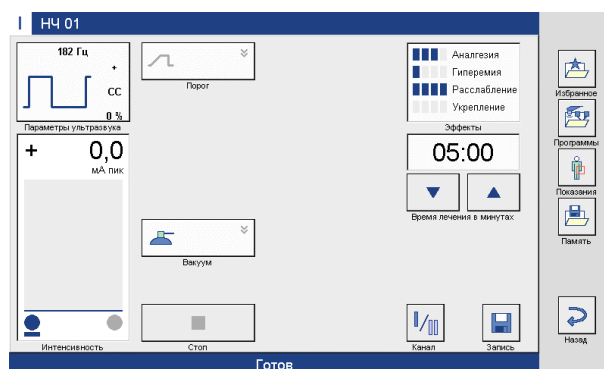 I НЧ 01
182 Гц
+
СС
0 %
Параметры ультразвука
+ 0,0
мА пик
Интенсивность
Порог
Вакуум
Стоп
Аналгезия
Гиперемия
Расслабление
Укрепление
Эффекты
05:00
Время лечения в минутах
I/II
Канал
Запись
Избранное
Программы
Показания
Память
Назад
Готов